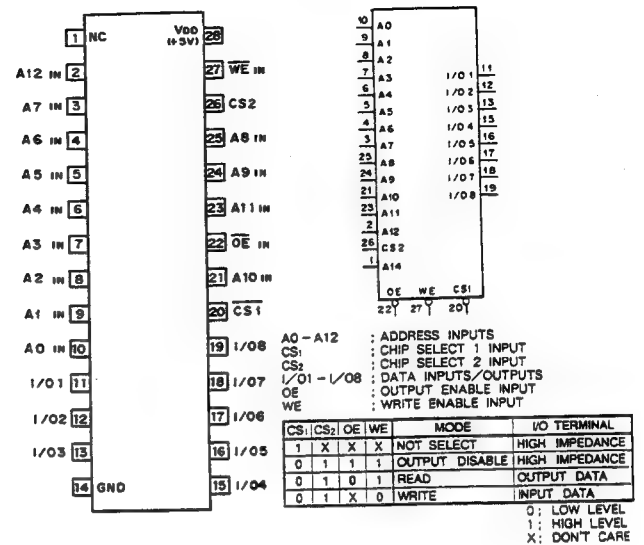 1 NC
VDD (+5V) 28
A12 IN 2
27 WE IN
A7 IN 3
26 CS2
A6 IN 4
25 A8 IN
A5 IN 5
24 A9 IN
A4 IN 6
23 A11 IN
A3 IN 7
22 OE IN
A2 IN 8
21 A10 IN
A1 IN 9
20 CS1
A0 IN 10
19 I/O8
I/O1 11
18 I/O7
I/O2 12
17 I/O6
I/O3 13
16 I/O5
14 GND
15 I/O4
10 A0
9 A1
8 A2
7 A3
6 A4
5 A5
4 A6
3 A7
25 A8
24 A9
21 A10
23 A11
2 A12
26 CS2
1 A14
I/O1 11
I/O2 12
I/O3 13
I/O4 15
I/O5 16
I/O6 17
I/O7 18
I/O8 19
OE WE CS1
22 27 20
A0-A12 : ADDRESS INPUTS
CS1 : CHIP SELECT 1 INPUT
CS2 : CHIP SELECT 2 INPUT
I/O1-I/O8 : DATA INPUTS/OUTPUTS
OE : OUTPUT ENABLE INPUT
WE : WRITE ENABLE INPUT
CS1 CS2 OE WE MODE I/O TERMINAL
1 X X X NOT SELECT HIGH IMPEDANCE
0 1 1 1 OUTPUT DISABLE HIGH IMPEDANCE
0 1 0 1 READ OUTPUT DATA
0 1 X 0 WRITE INPUT DATA
0; LOW LEVEL
1; HIGH LEVEL
X; DON'T CARE